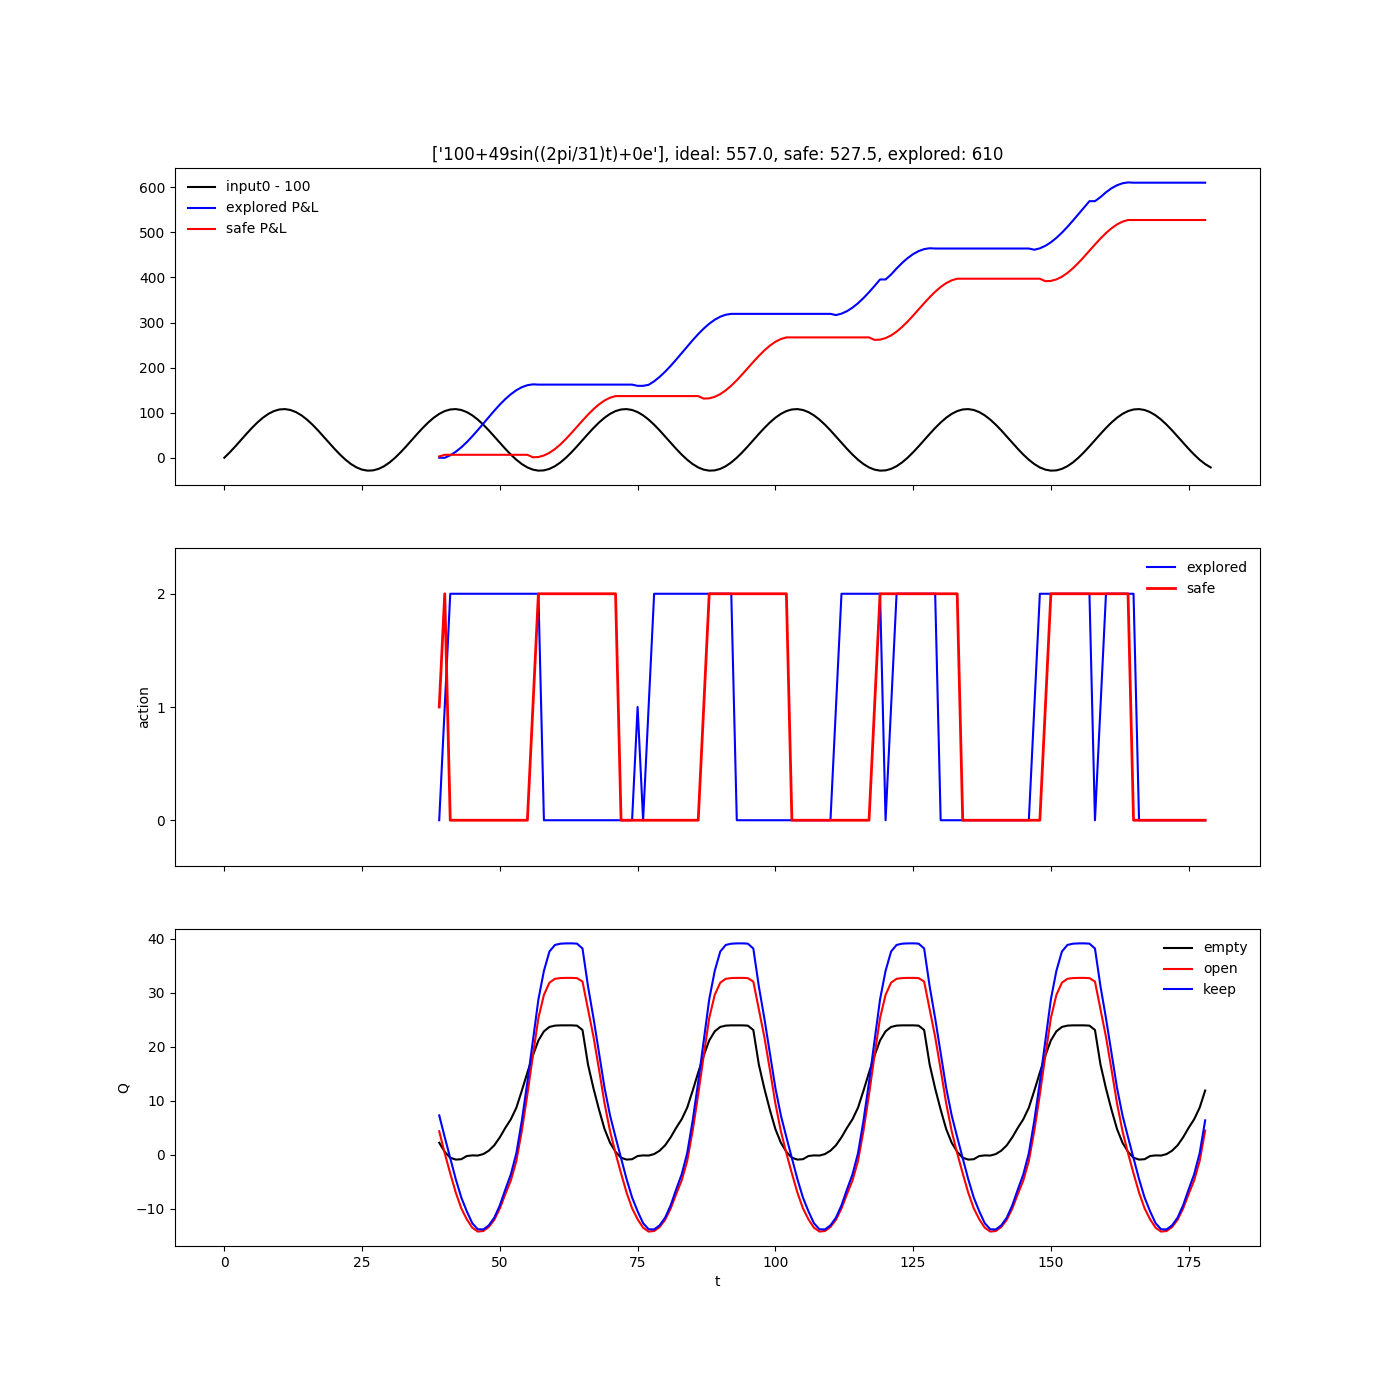 ['100+49sin((2pi/31)t)+0e'], ideal: 557.0, safe: 527.5, explored: 610
input0 - 100
explored P&L
safe P&L
600
500
400
300
200
100
0
explored
safe
2
1
0
action
empty
open
keep
40
30
20
10
0
−10
Q
0 25 50 75 100 125 150 175
t